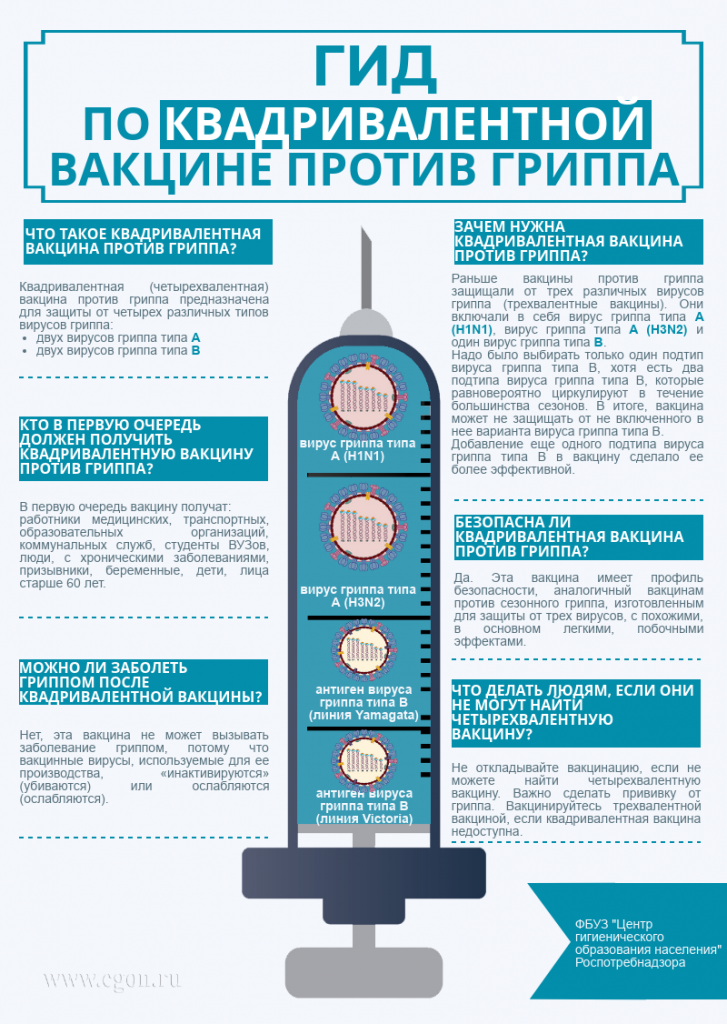 ГИД
ПО КВАДРИВАЛЕНТНОЙ
ВАКЦИНЕ ПРОТИВ ГРИППА
ЧТО ТАКОЕ КВАДРИВАЛЕНТНАЯ
ВАКЦИНА ПРОТИВ ГРИППА?
Квадривалентная (четырехвалентная)
вакцина против гриппа предназначена
для защиты от четырех различных типов
вирусов гриппа:
• двух вирусов гриппа типа А
• двух вирусов гриппа типа В
КТО В ПЕРВУЮ ОЧЕРЕДЬ
ДОЛЖЕН ПОЛУЧИТЬ
КВАДРИВАЛЕНТНУЮ ВАКЦИНУ
ПРОТИВ ГРИППА?
В первую очередь вакцину получат:
работники медицинских, транспортных,
образовательных организаций,
коммунальных служб, студенты ВУЗов,
люди, с хроническими заболеваниями,
призывники, беременные, дети, лица
старше 60 лет.
МОЖНО ЛИ ЗАБОЛЕТЬ
ГРИППОМ ПОСЛЕ
КВАДРИВАЛЕНТНОЙ ВАКЦИНЫ?
Нет, эта вакцина не может вызывать
заболевание гриппом, потому что
вакцинные вирусы, используемые для ее
производства, «инактивируются»
(убиваются) или ослабляются
(ослабляются).
вирус гриппа типа
А (H1N1)
вирус гриппа типа
А (H3N2)
антиген вируса
гриппа типа В
(линия Yamagata)
антиген вируса
гриппа типа В
(линия Victoria)
ЗАЧЕМ НУЖНА
КВАДРИВАЛЕНТНАЯ ВАКЦИНА
ПРОТИВ ГРИППА?
Раньше вакцины против гриппа
защищали от трех различных вирусов
гриппа (трехвалентные вакцины). Они
включали в себя вирус гриппа типа А
(H1N1), вирус гриппа типа А (H3N2) и
один вирус гриппа типа В.
Надо было выбирать только один подтип
вируса гриппа типа В, хотя есть два
подтипа вируса гриппа типа В, которые
равновероятно циркулируют в течение
большинства сезонов. В итоге, вакцина
может не защищать от не включенного в
нее варианта вируса гриппа типа В.
Добавление еще одного подтипа вируса
гриппа типа В в вакцину сделало ее
более эффективной.
БЕЗОПАСНА ЛИ
КВАДРИВАЛЕНТНАЯ ВАКЦИНА
ПРОТИВ ГРИППА?
Да. Эта вакцина имеет профиль
безопасности, аналогичный вакцинам
против сезонного гриппа, изготовленным
для защиты от трех вирусов, с похожими,
в основном легкими, побочными
эффектами.
ЧТО ДЕЛАТЬ ЛЮДЯМ, ЕСЛИ ОНИ
НЕ МОГУТ НАЙТИ
ЧЕТЫРЕХВАЛЕНТНУЮ
ВАКЦИНУ?
Не откладывайте вакцинацию, если не
можете найти четырехвалентную
вакцину. Важно сделать прививку от
гриппа. Вакцинируйтесь трехвалентной
вакциной, если квадривалентная вакцина
недоступна.
ФБУЗ "Центр
гигиенического
образования населения"
Роспотребнадзора
www.cgon.ru